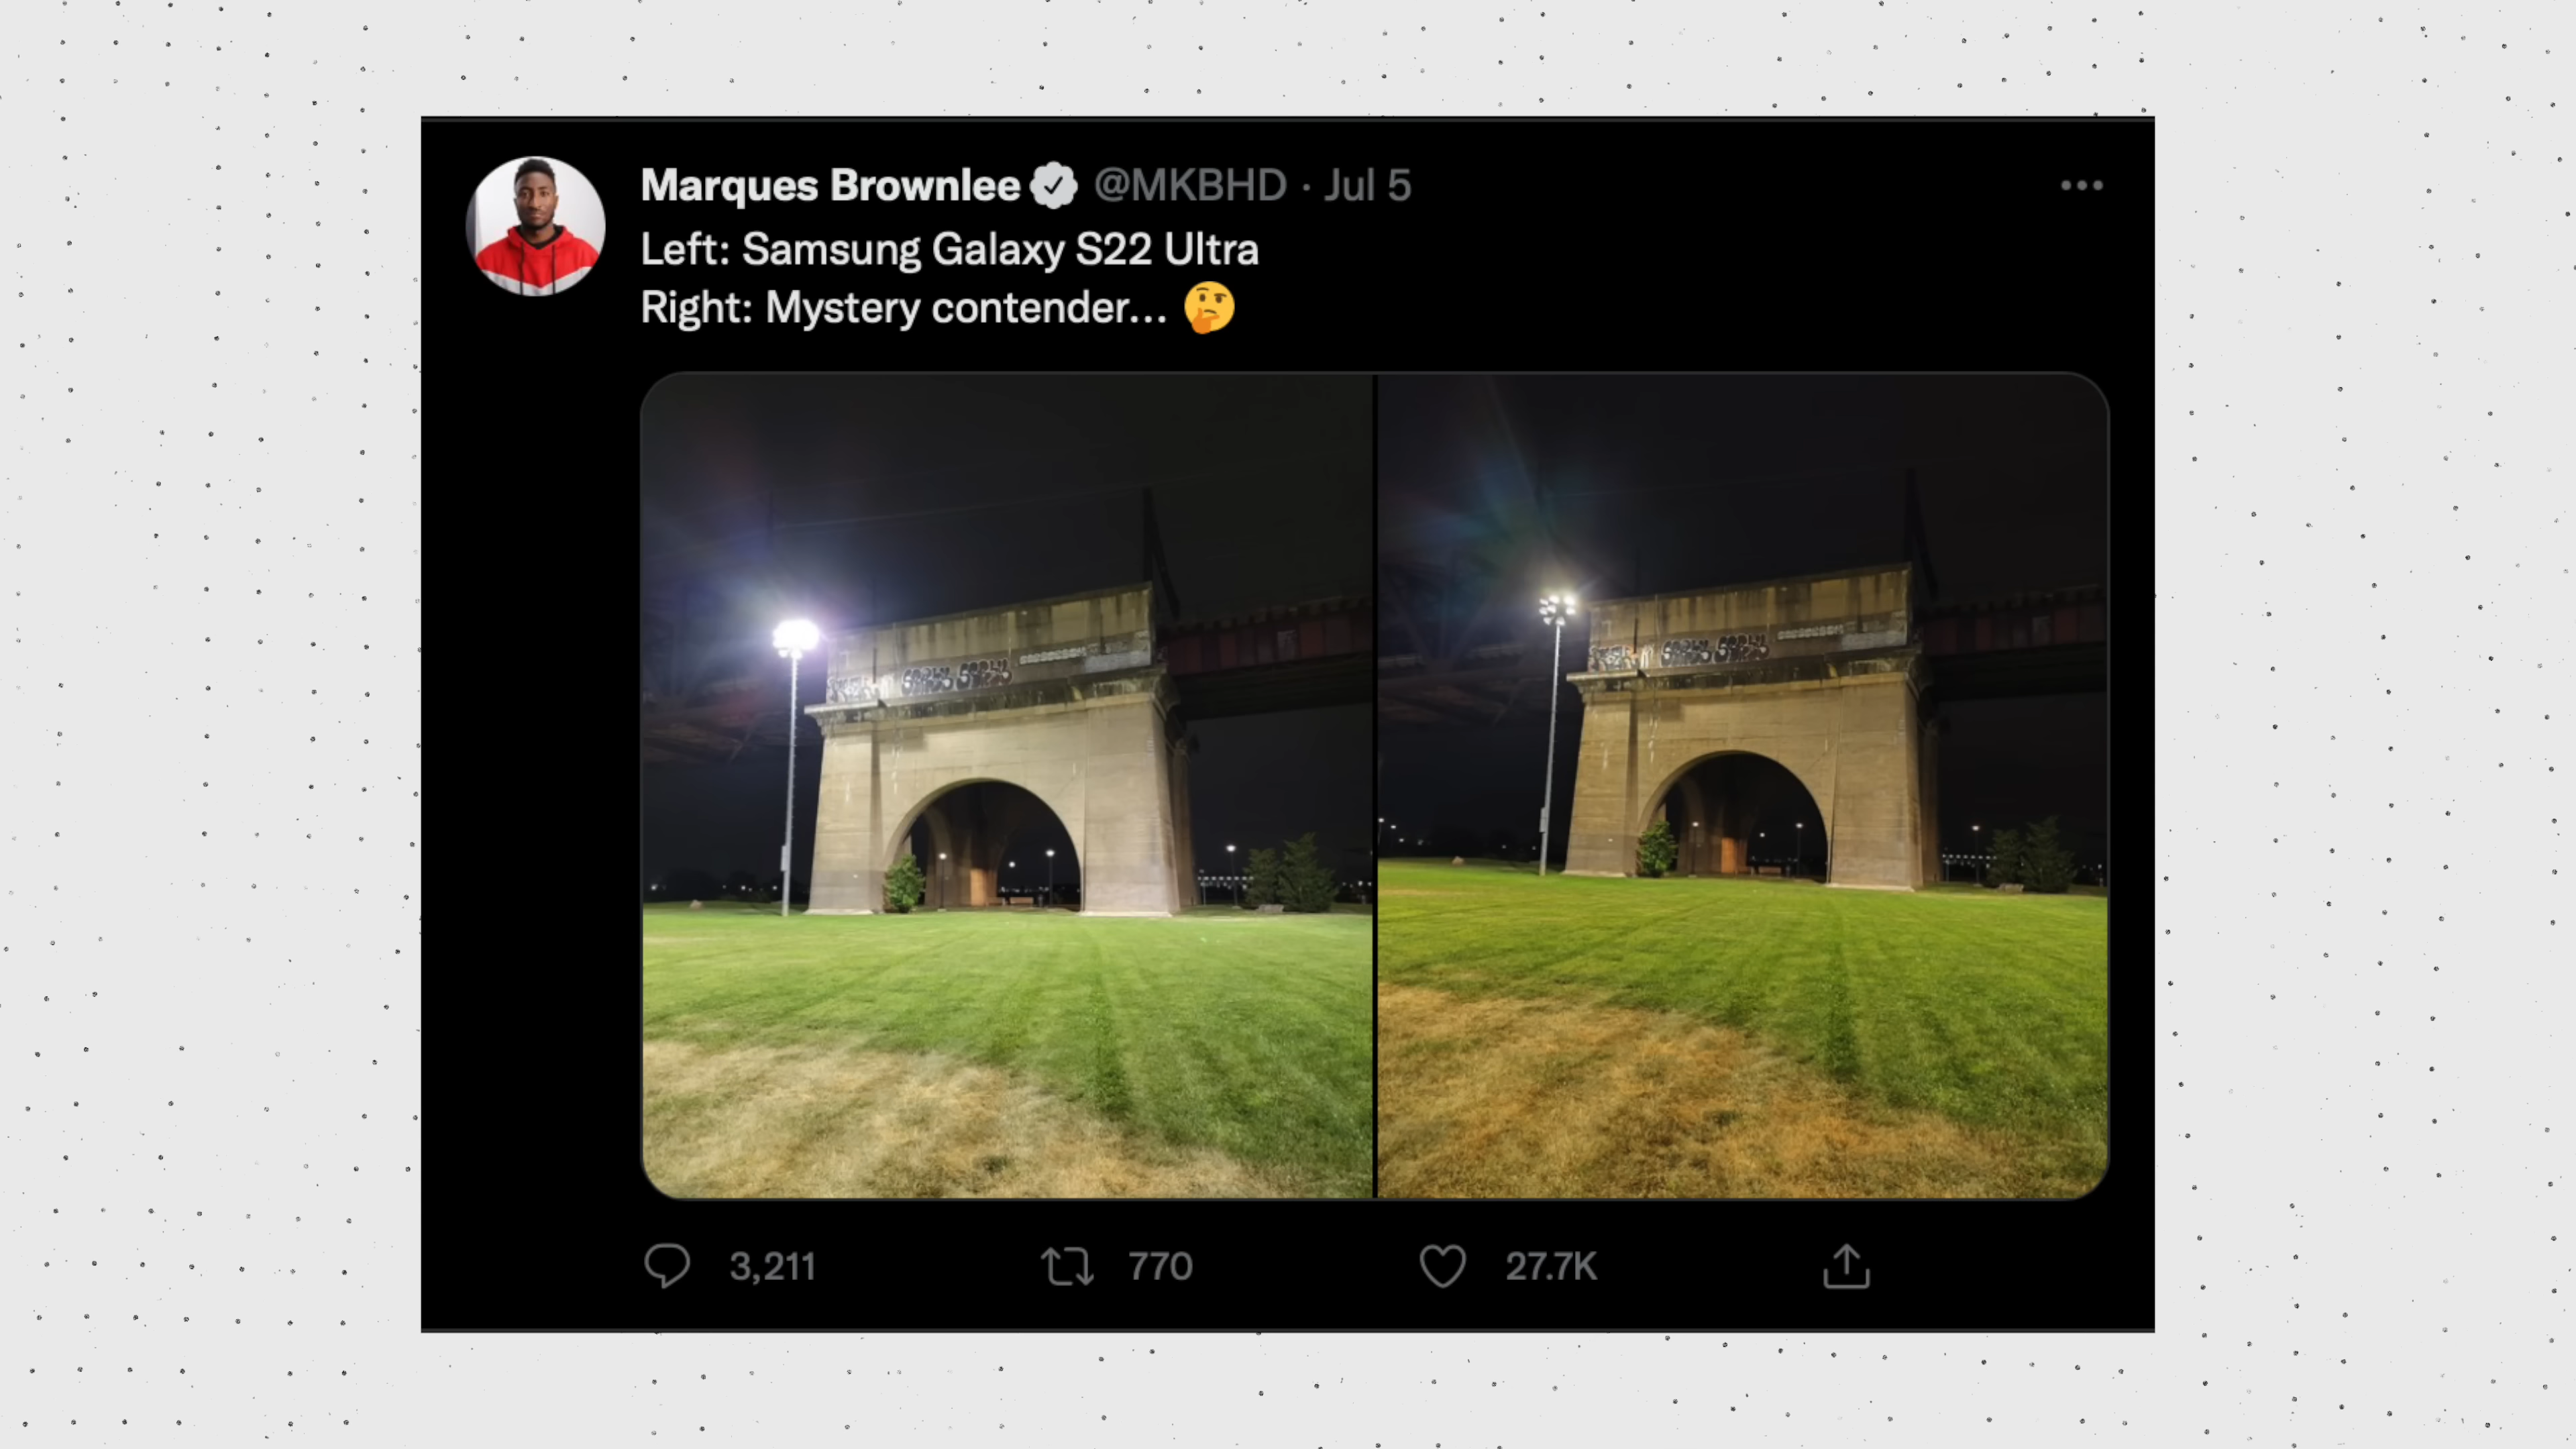 Marques Brownlee @MKBHD · Jul 5
Left: Samsung Galaxy S22 Ultra
Right: Mystery contender... 🤔
3,211 770 27.7K